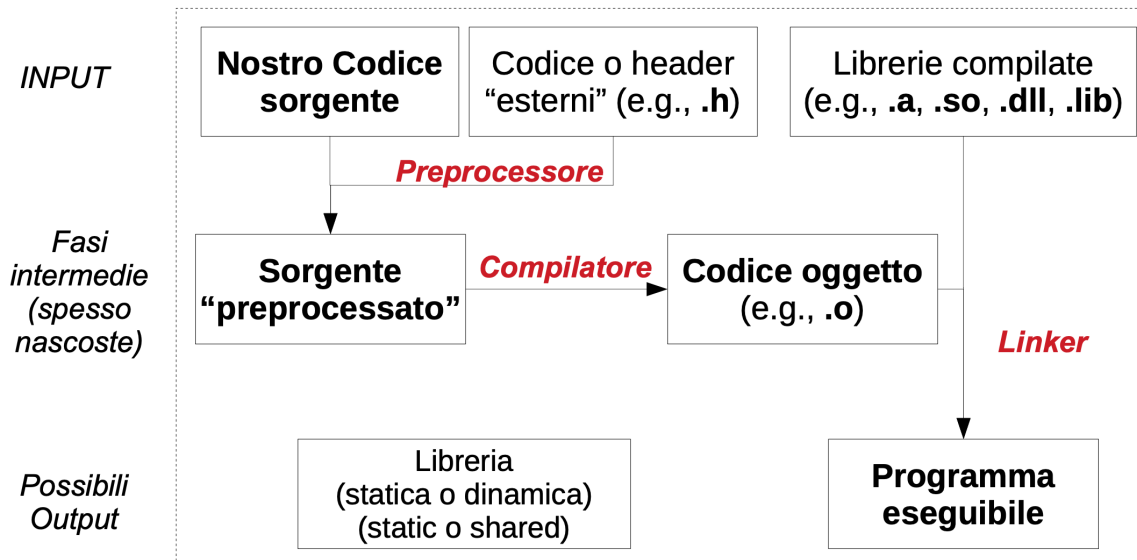 INPUT
Nostro Codice
sorgente
Codice o header
“esterni” (e.g., .h)
Librerie compilate
(e.g., .a, .so, .dll, .lib)
Preprocessore
Fasi
intermedie
(spesso
nascoste)
Sorgente
“preprocessato”
Compilatore
Codice oggetto
(e.g., .o)
Linker
Possibili
Output
Libreria
(statica o dinamica)
(static o shared)
Programma
eseguibile